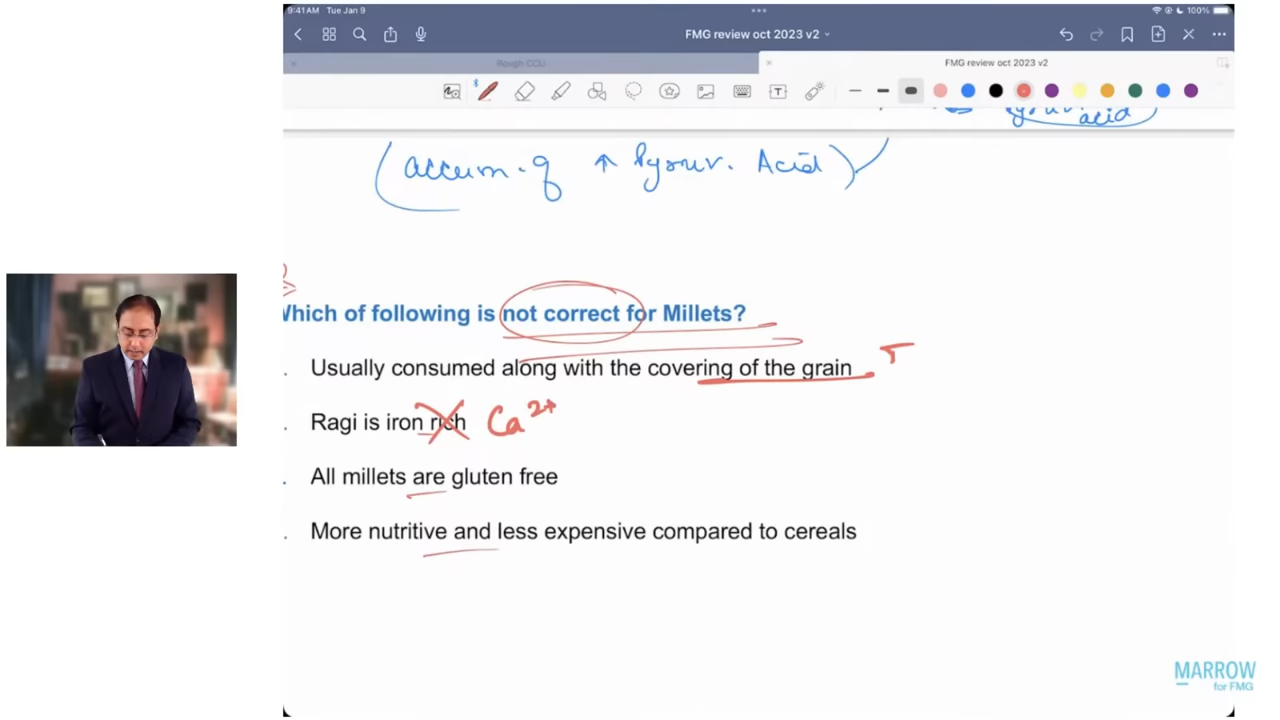 9:41 AM Tue Jan 9
100%
FMG review oct 2023 v2
Rough CCU
FMG review oct 2023 v2
acid
(accum. of ↑ Pyruv. Acid)
Which of following is not correct for Millets?
Usually consumed along with the covering of the grain T
Ragi is iron rich Ca2+
All millets are gluten free
More nutritive and less expensive compared to cereals
MARROW
for FMG